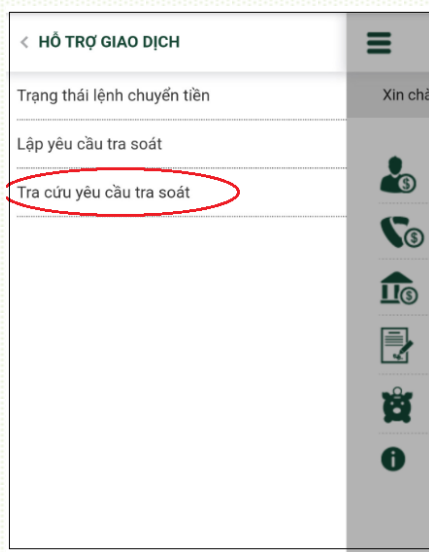 < HỖ TRỢ GIAO DỊCH
Trạng thái lệnh chuyển tiền
Xin chà
Lập yêu cầu tra soát
Tra cứu yêu cầu tra soát